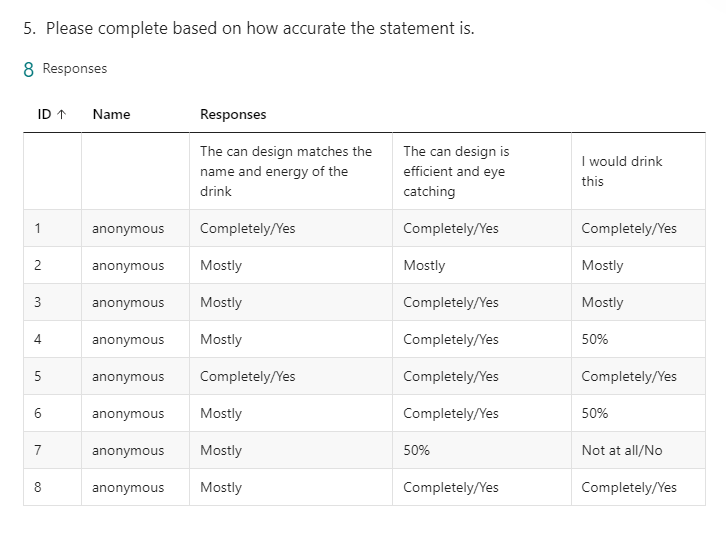 5. Please complete based on how accurate the statement is.
8 Responses
ID ↑ Name Responses
The can design matches the name and energy of the drink The can design is efficient and eye catching I would drink this
1 anonymous Completely/Yes Completely/Yes Completely/Yes
2 anonymous Mostly Mostly Mostly
3 anonymous Mostly Completely/Yes Mostly
4 anonymous Mostly Completely/Yes 50%
5 anonymous Completely/Yes Completely/Yes Completely/Yes
6 anonymous Mostly Completely/Yes 50%
7 anonymous Mostly 50% Not at all/No
8 anonymous Mostly Completely/Yes Completely/Yes